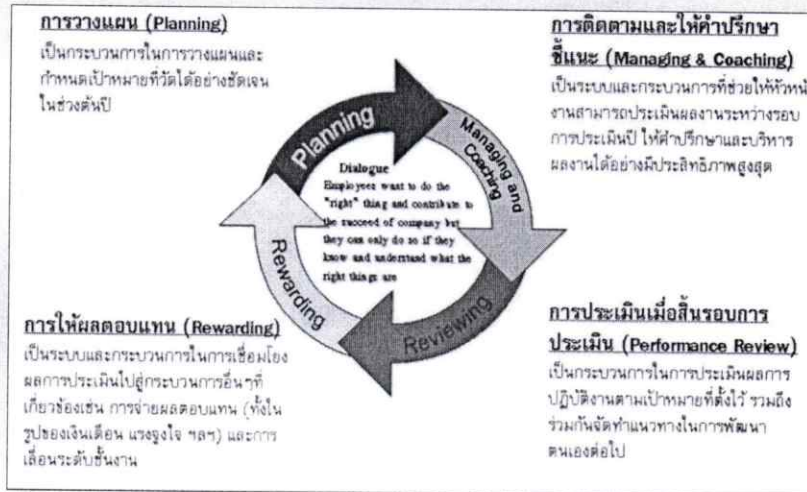 การวางแผน (Planning)
เป็นกระบวนการในการวางแผนและ
กำหนดเป้าหมายที่วัดได้อย่างชัดเจน
ในช่วงต้นปี
การติดตามและให้คำปรึกษา
ชี้แนะ (Managing & Coaching)
เป็นระบบและกระบวนการที่ช่วยให้หัวหน้
งานสามารถประเมินผลงานระหว่างรอบ
การประเมินปี ให้คำปรึกษาและบริหาร
ผลงานได้อย่างมีประสิทธิภาพสูงสุด
Planning
Managing and
Coaching
Dialogue
Employees want to do the
"right" thing and contribute to
the succeed of company but
they can only do so if they
know and understand what the
right things are
Rewarding
Reviewing
การให้ผลตอบแทน (Rewarding)
เป็นระบบและกระบวนการในการเชื่อมโยง
ผลการประเมินไปสู่กระบวนการอื่นๆที่
เกี่ยวข้องเช่น การจ่ายผลตอบแทน (ทั้งใน
รูปของเงินเดือน แรงจูงใจ ฯลฯ) และการ
เลื่อนระดับชั้นงาน
การประเมินเมื่อสิ้นรอบการ
ประเมิน (Performance Review)
เป็นกระบวนการในการประเมินผลการ
ปฏิบัติงานตามเป้าหมายที่ตั้งไว้ รวมถึง
ร่วมกันจัดทำแนวทางในการพัฒนา
ตนเองต่อไป